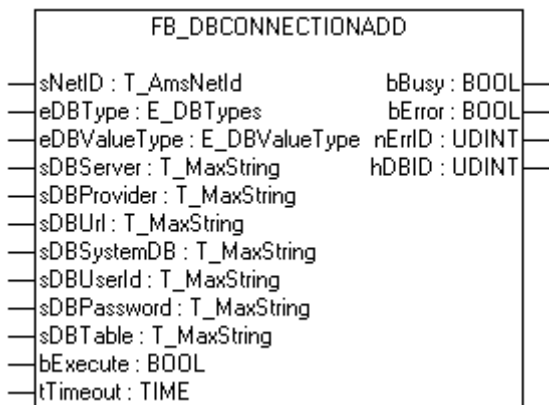 FB_DBCONNECTIONADD
sNetID : T_AmsNetId bBusy : BOOL
eDBType : E_DBTypes bError : BOOL
eDBValueType : E_DBValueType nErrID : UDINT
sDBServer : T_MaxString hDBID : UDINT
sDBProvider : T_MaxString
sDBUrl : T_MaxString
sDBSystemDB : T_MaxString
sDBUserId : T_MaxString
sDBPassword : T_MaxString
sDBTable : T_MaxString
bExecute : BOOL
tTimeout : TIME